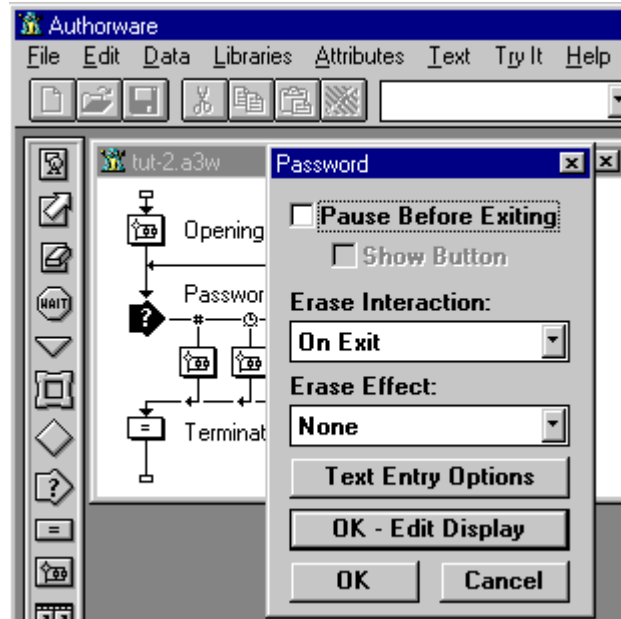 Authorware
File Edit Data Libraries Attributes Text Try It Help
tut-2.a3w
Opening
Passwor
Terminat
WAIT
?
=
?
=
#
Password
Pause Before Exiting
Show Button
Erase Interaction:
On Exit
Erase Effect:
None
Text Entry Options
OK - Edit Display
OK Cancel